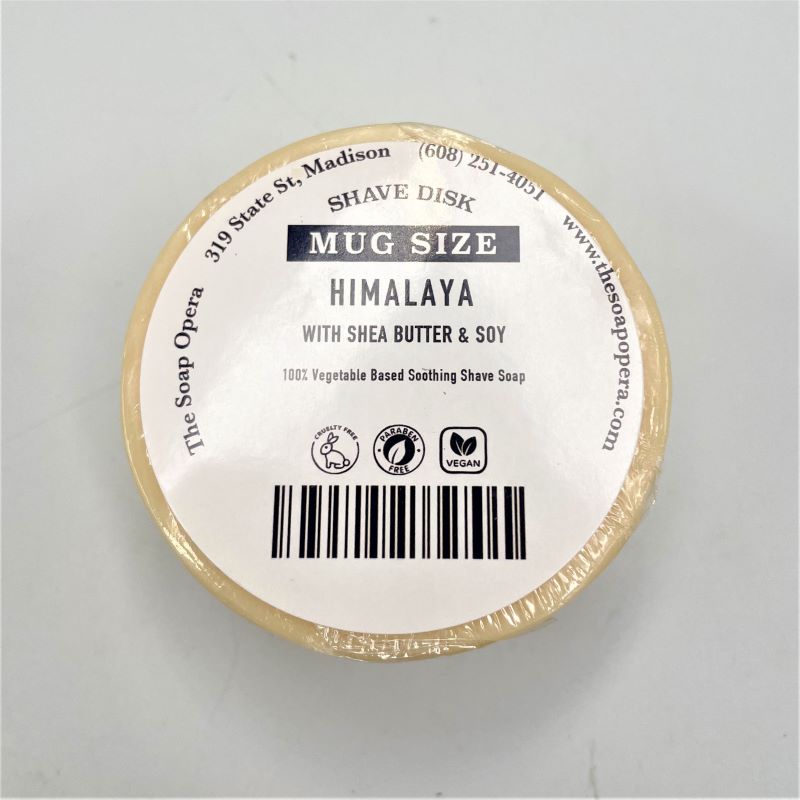 The Soap Opera 319 State St, Madison (608) 251-4051 www.thesoapopera.com
SHAVE DISK
MUG SIZE
HIMALAYA
WITH SHEA BUTTER & SOY
100% Vegetable Based Soothing Shave Soap
CRUELTY FREE
PARABEN FREE
VEGAN